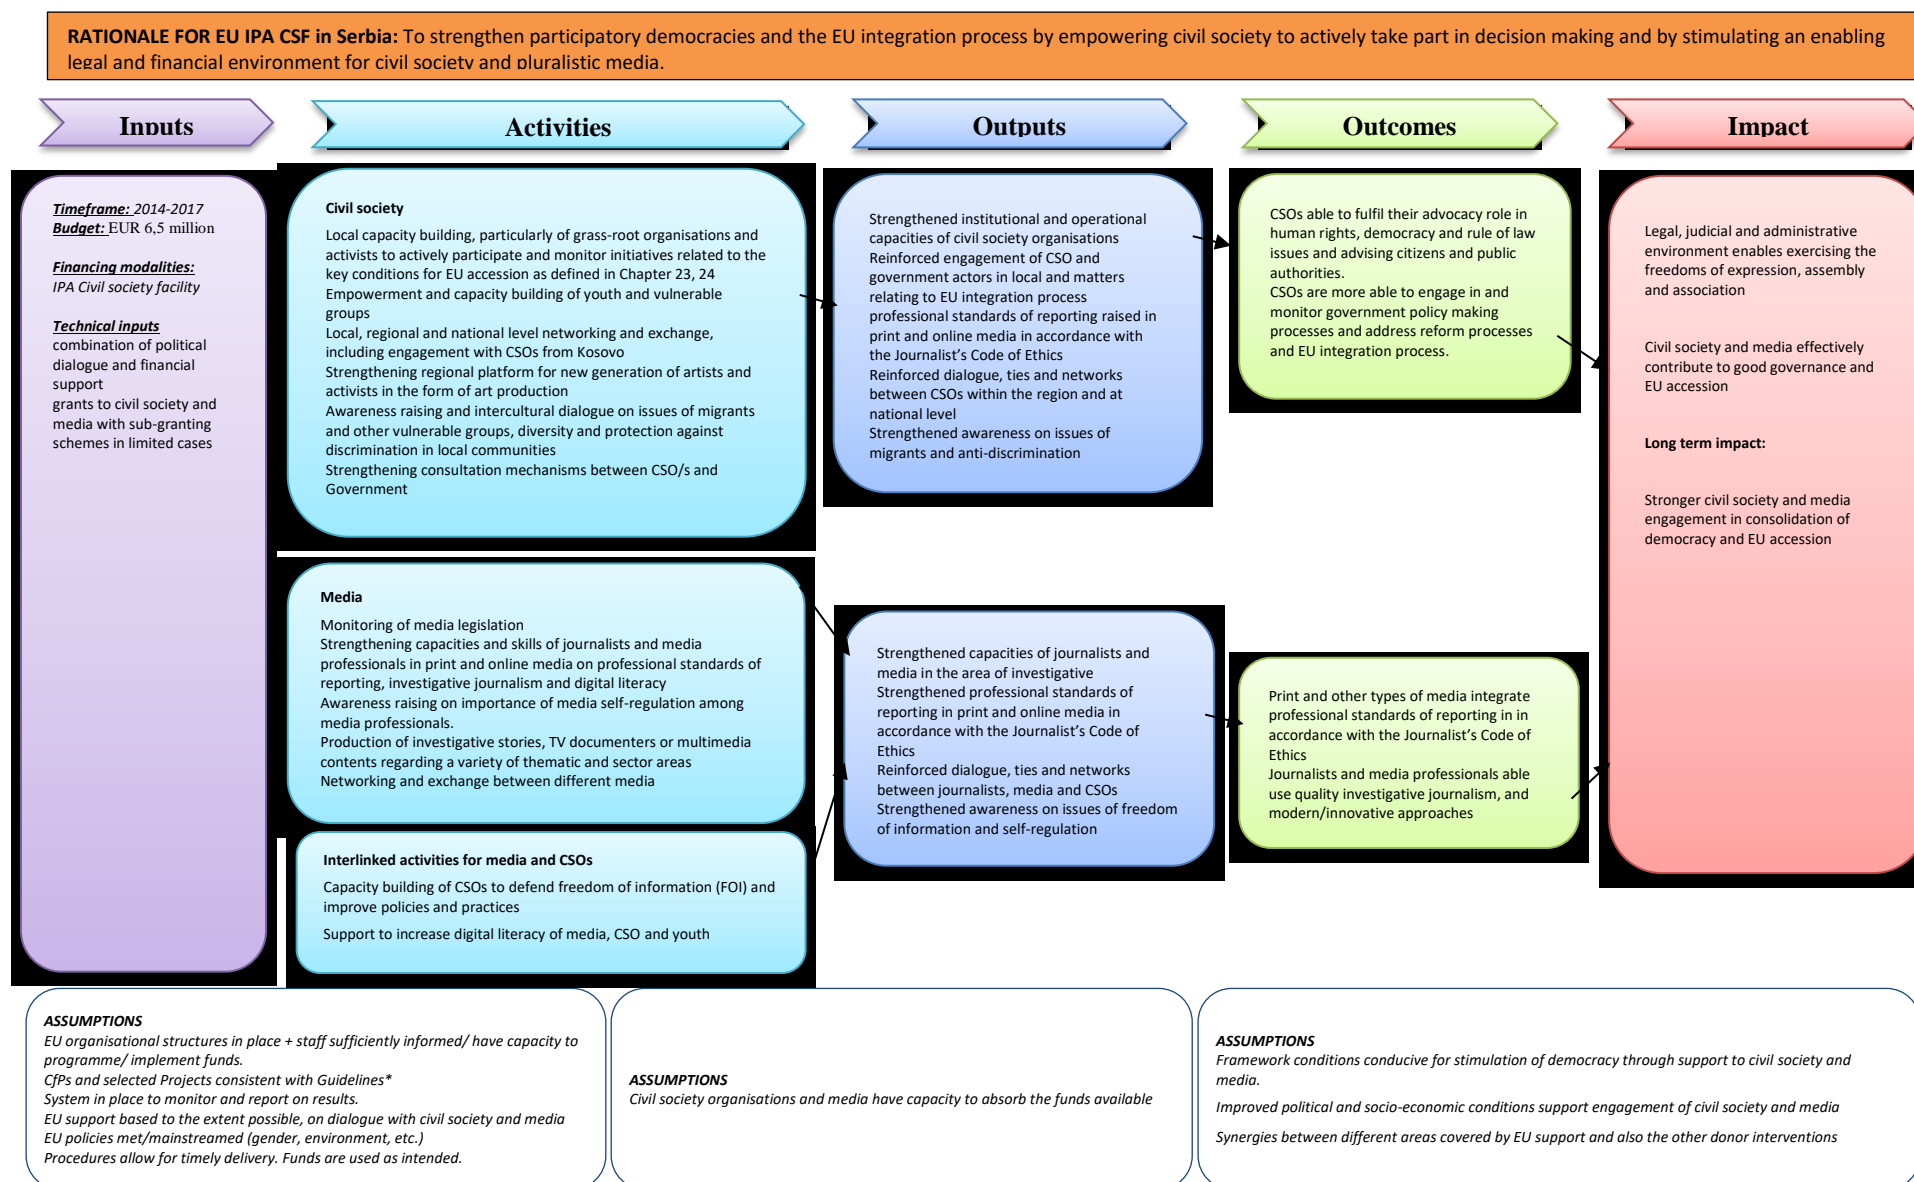 RATIONALE FOR EU IPA CSF in Serbia: To strengthen participatory democracies and the EU integration process by empowering civil society to actively take part in decision making and by stimulating an enabling
legal and financial environment for civil society and pluralistic media.
Inputs
Activities
Outputs
Outcomes
Impact
Timeframe: 2014-2017
Budget: EUR 6,5 million
Financing modalities:
IPA Civil society facility
Technical inputs
combination of political
dialogue and financial
support
grants to civil society and
media with sub-granting
schemes in limited cases
Civil society
Local capacity building, particularly of grass-root organisations and
activists to actively participate and monitor initiatives related to the
key conditions for EU accession as defined in Chapter 23, 24
Empowerment and capacity building of youth and vulnerable
groups
Local, regional and national level networking and exchange,
including engagement with CSOs from Kosovo
Strengthening regional platform for new generation of artists and
activists in the form of art production
Awareness raising and intercultural dialogue on issues of migrants
and other vulnerable groups, diversity and protection against
discrimination in local communities
Strengthening consultation mechanisms between CSO/s and
Government
Media
Monitoring of media legislation
Strengthening capacities and skills of journalists and media
professionals in print and online media on professional standards of
reporting, investigative journalism and digital literacy
Awareness raising on importance of media self-regulation among
media professionals.
Production of investigative stories, TV documenters or multimedia
contents regarding a variety of thematic and sector areas
Networking and exchange between different media
Interlinked activities for media and CSOs
Capacity building of CSOs to defend freedom of information (FOI) and
improve policies and practices
Support to increase digital literacy of media, CSO and youth
Strengthened institutional and operational
capacities of civil society organisations
Reinforced engagement of CSO and
government actors in local and matters
relating to EU integration process
professional standards of reporting raised in
print and online media in accordance with
the Journalist's Code of Ethics
Reinforced dialogue, ties and networks
between CSOs within the region and at
national level
Strengthened awareness on issues of
migrants and anti-discrimination
Strengthened capacities of journalists and
media in the area of investigative
Strengthened professional standards of
reporting in print and online media in
accordance with the Journalist's Code of
Ethics
Reinforced dialogue, ties and networks
between journalists, media and CSOs
Strengthened awareness on issues of freedom
of information and self-regulation
CSOs able to fulfil their advocacy role in
human rights, democracy and rule of law
issues and advising citizens and public
authorities.
CSOs are more able to engage in and
monitor government policy making
processes and address reform processes
and EU integration process.
Print and other types of media integrate
professional standards of reporting in in
accordance with the Journalist's Code of
Ethics
Journalists and media professionals able
use quality investigative journalism, and
modern/innovative approaches
Legal, judicial and administrative
environment enables exercising the
freedoms of expression, assembly
and association
Civil society and media effectively
contribute to good governance and
EU accession
Long term impact:
Stronger civil society and media
engagement in consolidation of
democracy and EU accession
ASSUMPTIONS
EU organisational structures in place + staff sufficiently informed/ have capacity to
programme/ implement funds.
CfPs and selected Projects consistent with Guidelines*
System in place to monitor and report on results.
EU support based to the extent possible, on dialogue with civil society and media
EU policies met/mainstreamed (gender, environment, etc.)
Procedures allow for timely delivery. Funds are used as intended.
ASSUMPTIONS
Civil society organisations and media have capacity to absorb the funds available
ASSUMPTIONS
Framework conditions conducive for stimulation of democracy through support to civil society and
media.
Improved political and socio-economic conditions support engagement of civil society and media
Synergies between different areas covered by EU support and also the other donor interventions